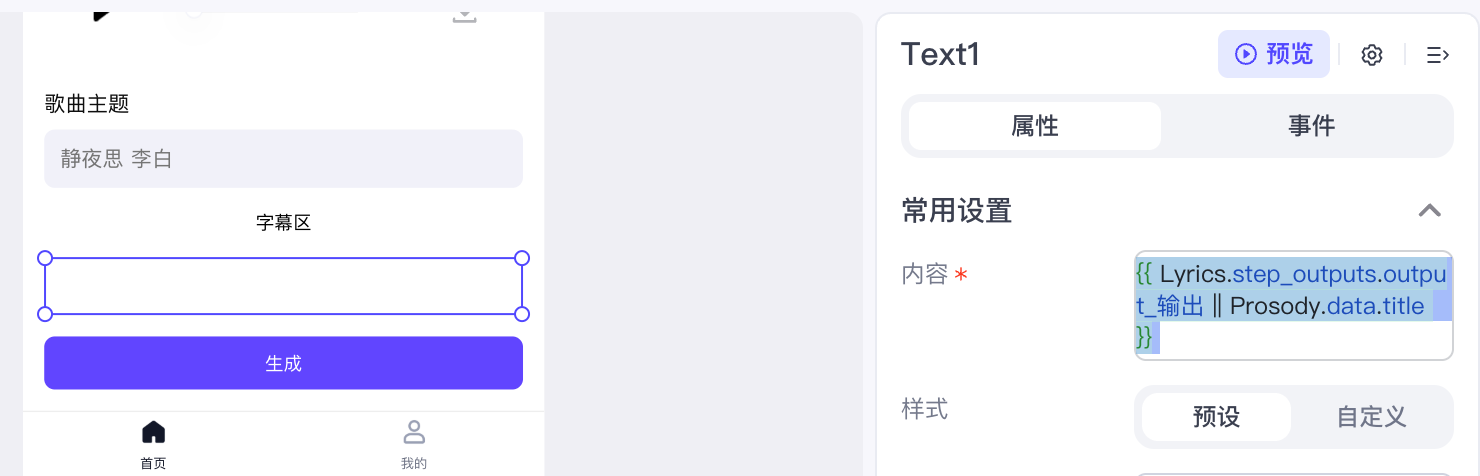 歌曲主题
静夜思 李白
字幕区
生成
首页
我的
Text1
预览
属性
事件
常用设置
内容 *
{{ Lyrics.step_outputs.outpu
t_输出 || Prosody.data.title
}}
样式
预设
自定义